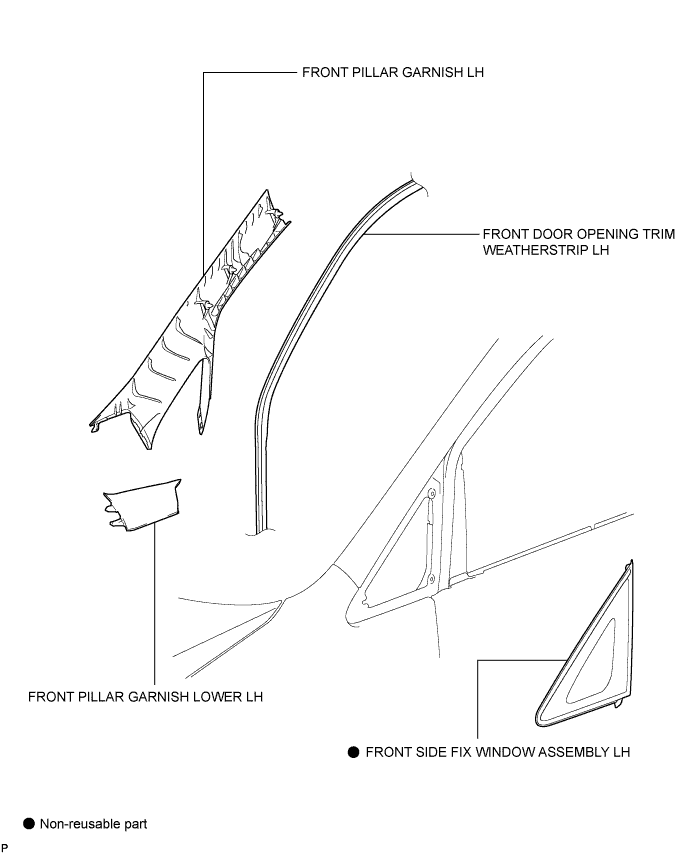 FRONT PILLAR GARNISH LH
FRONT DOOR OPENING TRIM
WEATHERSTRIP LH
FRONT PILLAR GARNISH LOWER LH
● FRONT SIDE FIX WINDOW ASSEMBLY LH
● Non-reusable part
P